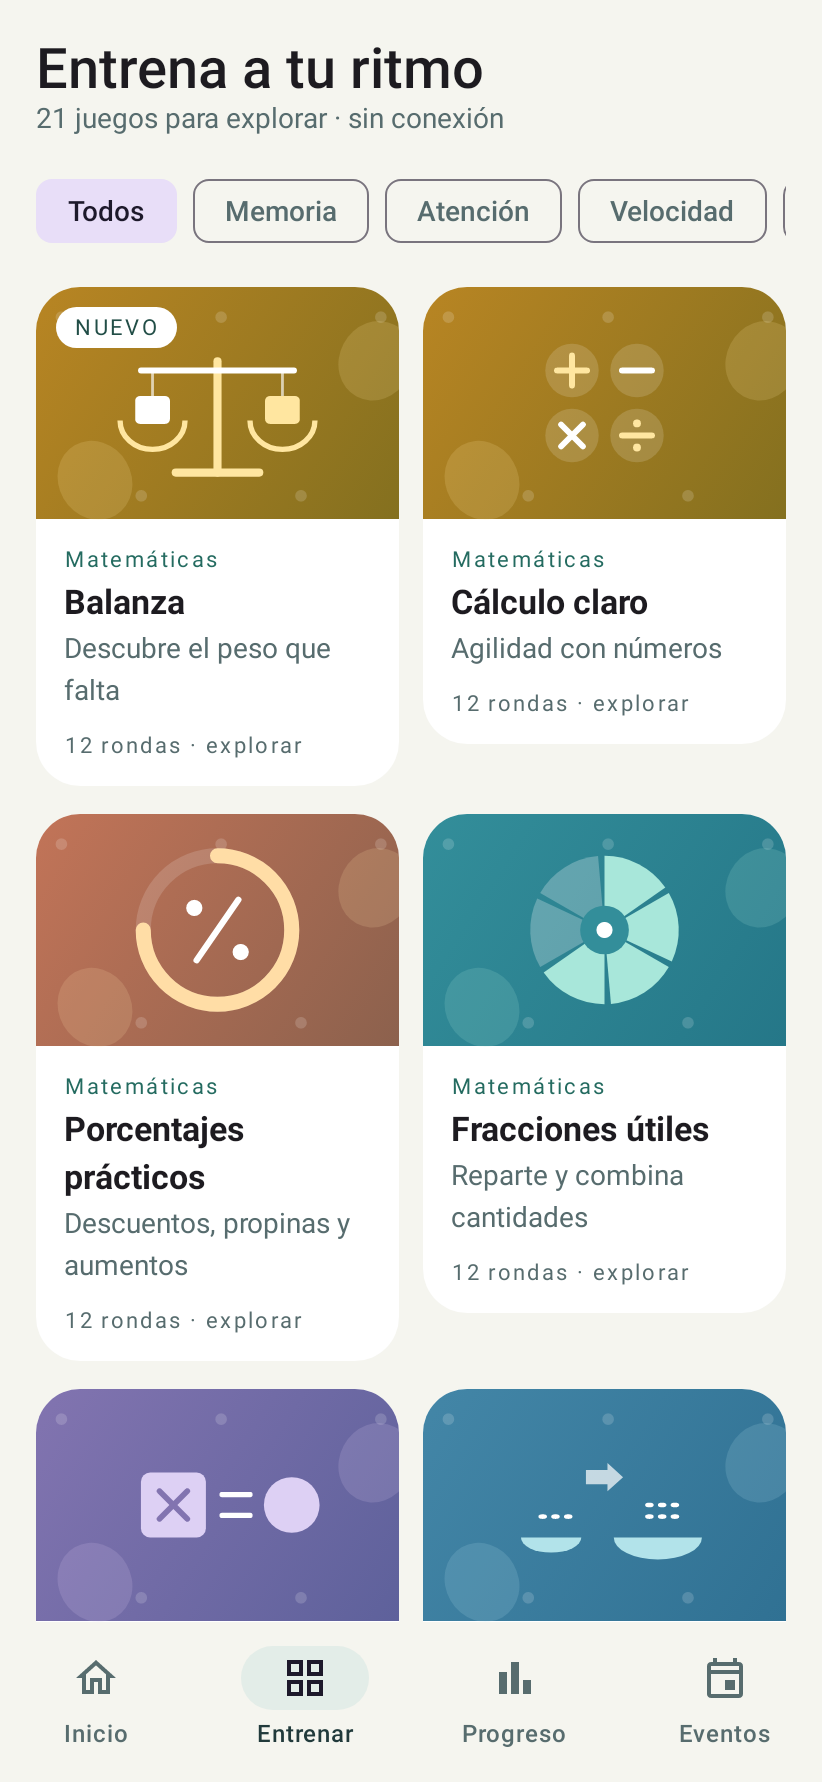 Entrena a tu ritmo
21 juegos para explorar · sin conexión
Todos
Memoria
Atención
Velocidad
NUEVO
Matemáticas
Balanza
Descubre el peso que
falta
12 rondas · explorar
Matemáticas
Cálculo claro
Agilidad con números
12 rondas · explorar
Matemáticas
Porcentajes
prácticos
Descuentos, propinas y
aumentos
12 rondas · explorar
Matemáticas
Fracciones útiles
Reparte y combina
cantidades
12 rondas · explorar
Inicio
Entrenar
Progreso
Eventos